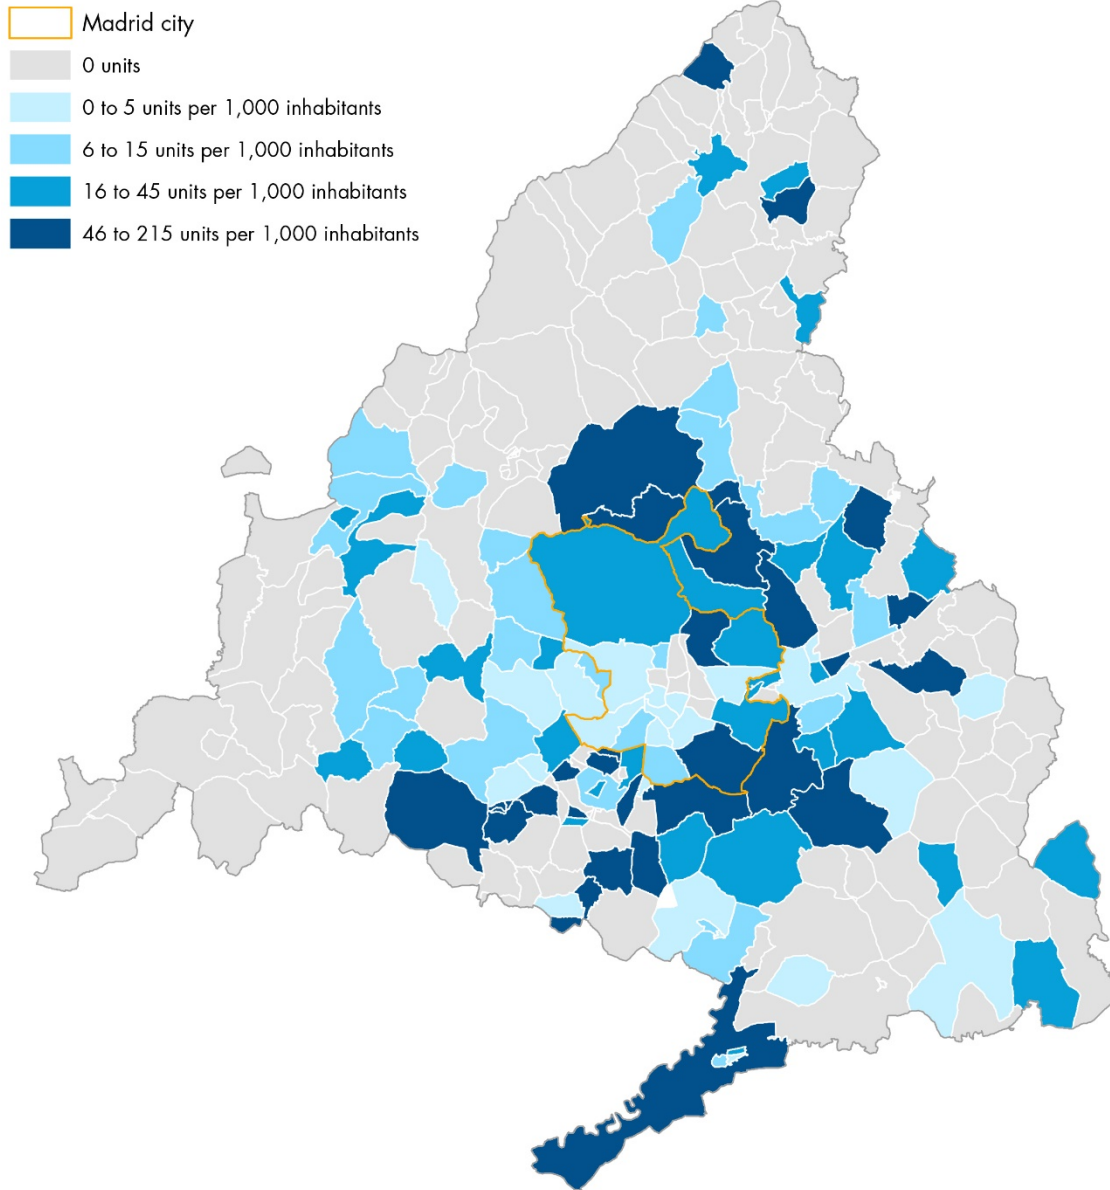 Madrid city
0 units
0 to 5 units per 1,000 inhabitants
6 to 15 units per 1,000 inhabitants
16 to 45 units per 1,000 inhabitants
46 to 215 units per 1,000 inhabitants